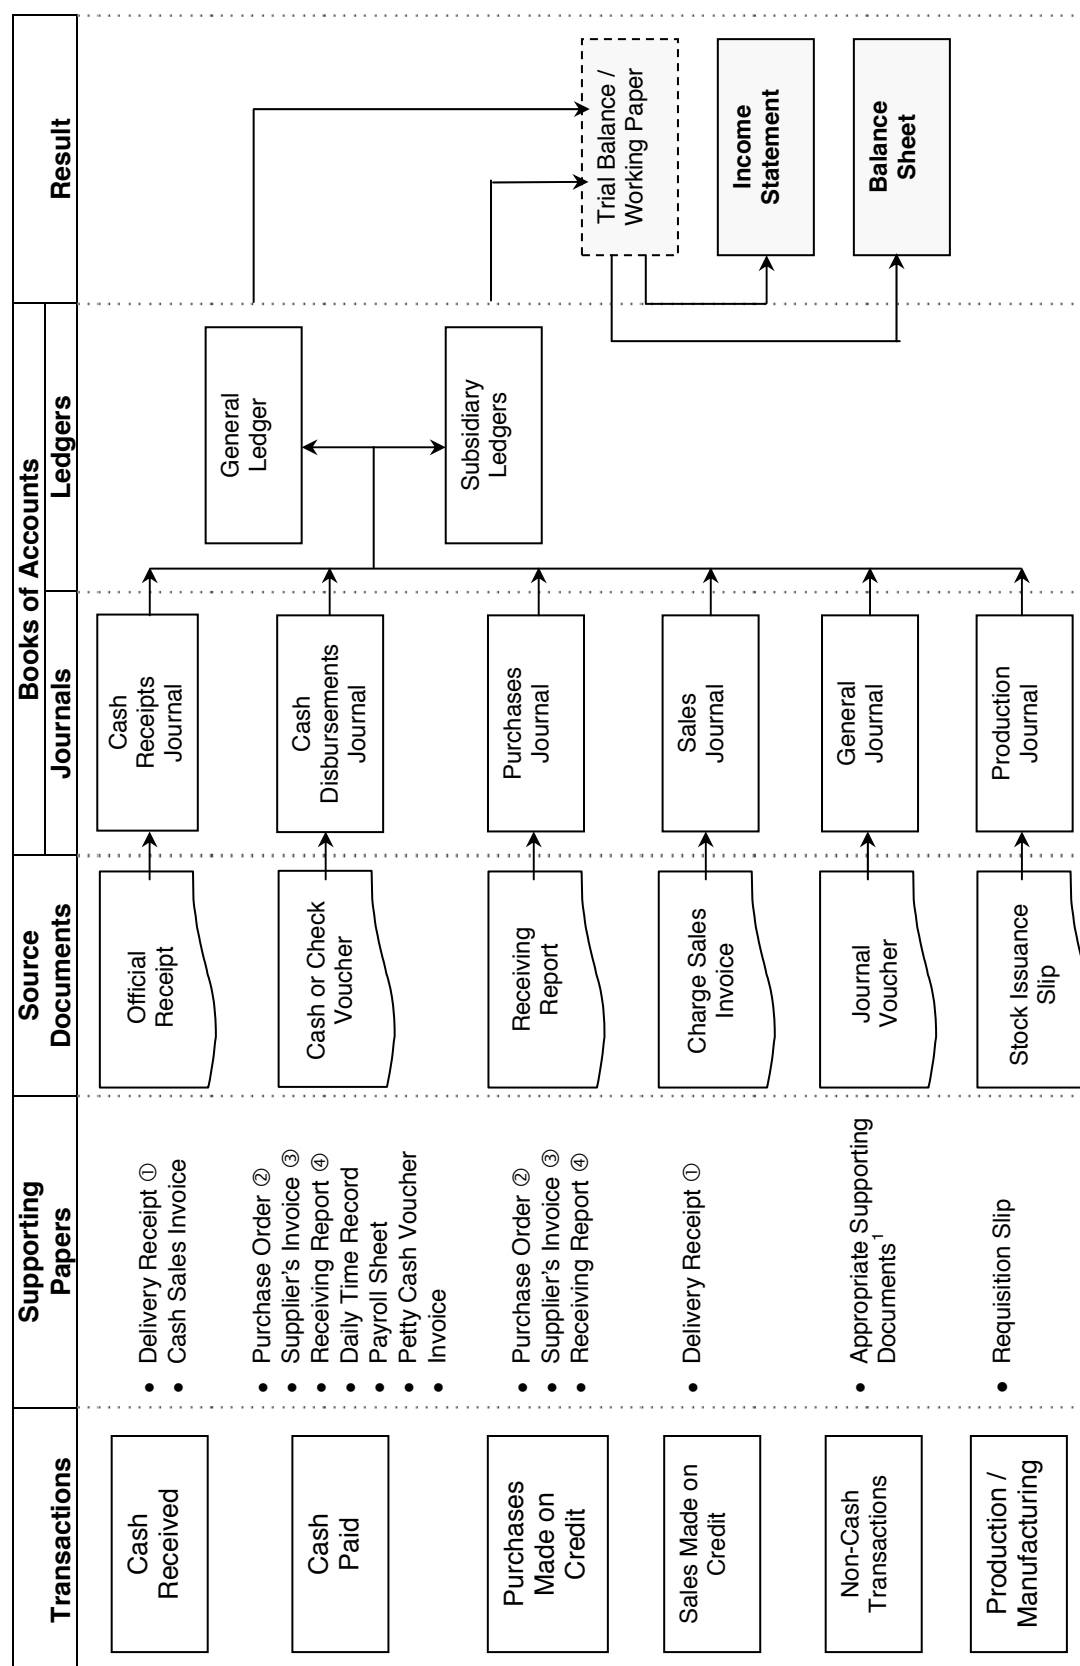 Transactions
Supporting
Papers
Source
Documents
Books of Accounts
Journals
Ledgers
Result
Cash
Received
• Delivery Receipt ①
• Cash Sales Invoice
Official
Receipt
Cash
Receipts
Journal
Cash
Paid
• Purchase Order ②
• Supplier's Invoice ③
• Receiving Report ④
• Daily Time Record
• Payroll Sheet
• Petty Cash Voucher
• Invoice
Cash or Check
Voucher
Cash
Disbursements
Journal
Purchases
Made on
Credit
• Purchase Order ②
• Supplier's Invoice ③
• Receiving Report ④
Receiving
Report
Purchases
Journal
Sales Made on
Credit
• Delivery Receipt ①
Charge Sales
Invoice
Sales
Journal
Non-Cash
Transactions
• Appropriate Supporting
Documents¹
Journal
Voucher
General
Journal
Production /
Manufacturing
• Requisition Slip
Stock Issuance
Slip
Production
Journal
General
Ledger
Subsidiary
Ledgers
Trial Balance /
Working Paper
Income
Statement
Balance
Sheet